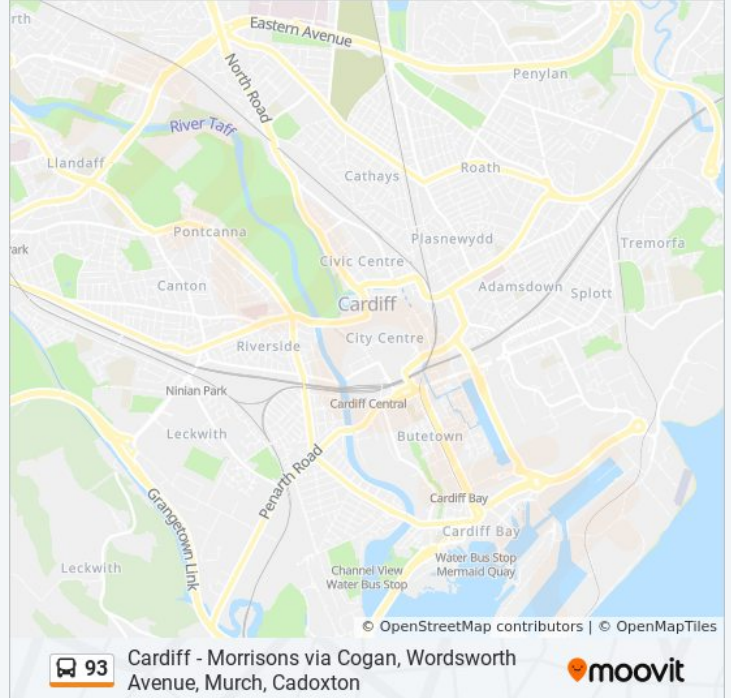 rth
Eastern Avenue
North Road
Penylan
River Taff
Llandaff
Cathays
Roath
Pontcanna
Plasnewydd
Tremorfa
ark
Civic Centre
Canton
Adamsdown
Splott
Cardiff
City Centre
Riverside
Ninian Park
Cardiff Central
Leckwith
Butetown
Penarth Road
Grangetown Link
Cardiff Bay
Cardiff Bay
Water Bus Stop
Mermaid Quay
Channel View
Water Bus Stop
Leckwith
© OpenStreetMap contributors | © OpenMapTiles
93
Cardiff - Morrisons via Cogan, Wordsworth
Avenue, Murch, Cadoxton
moovit